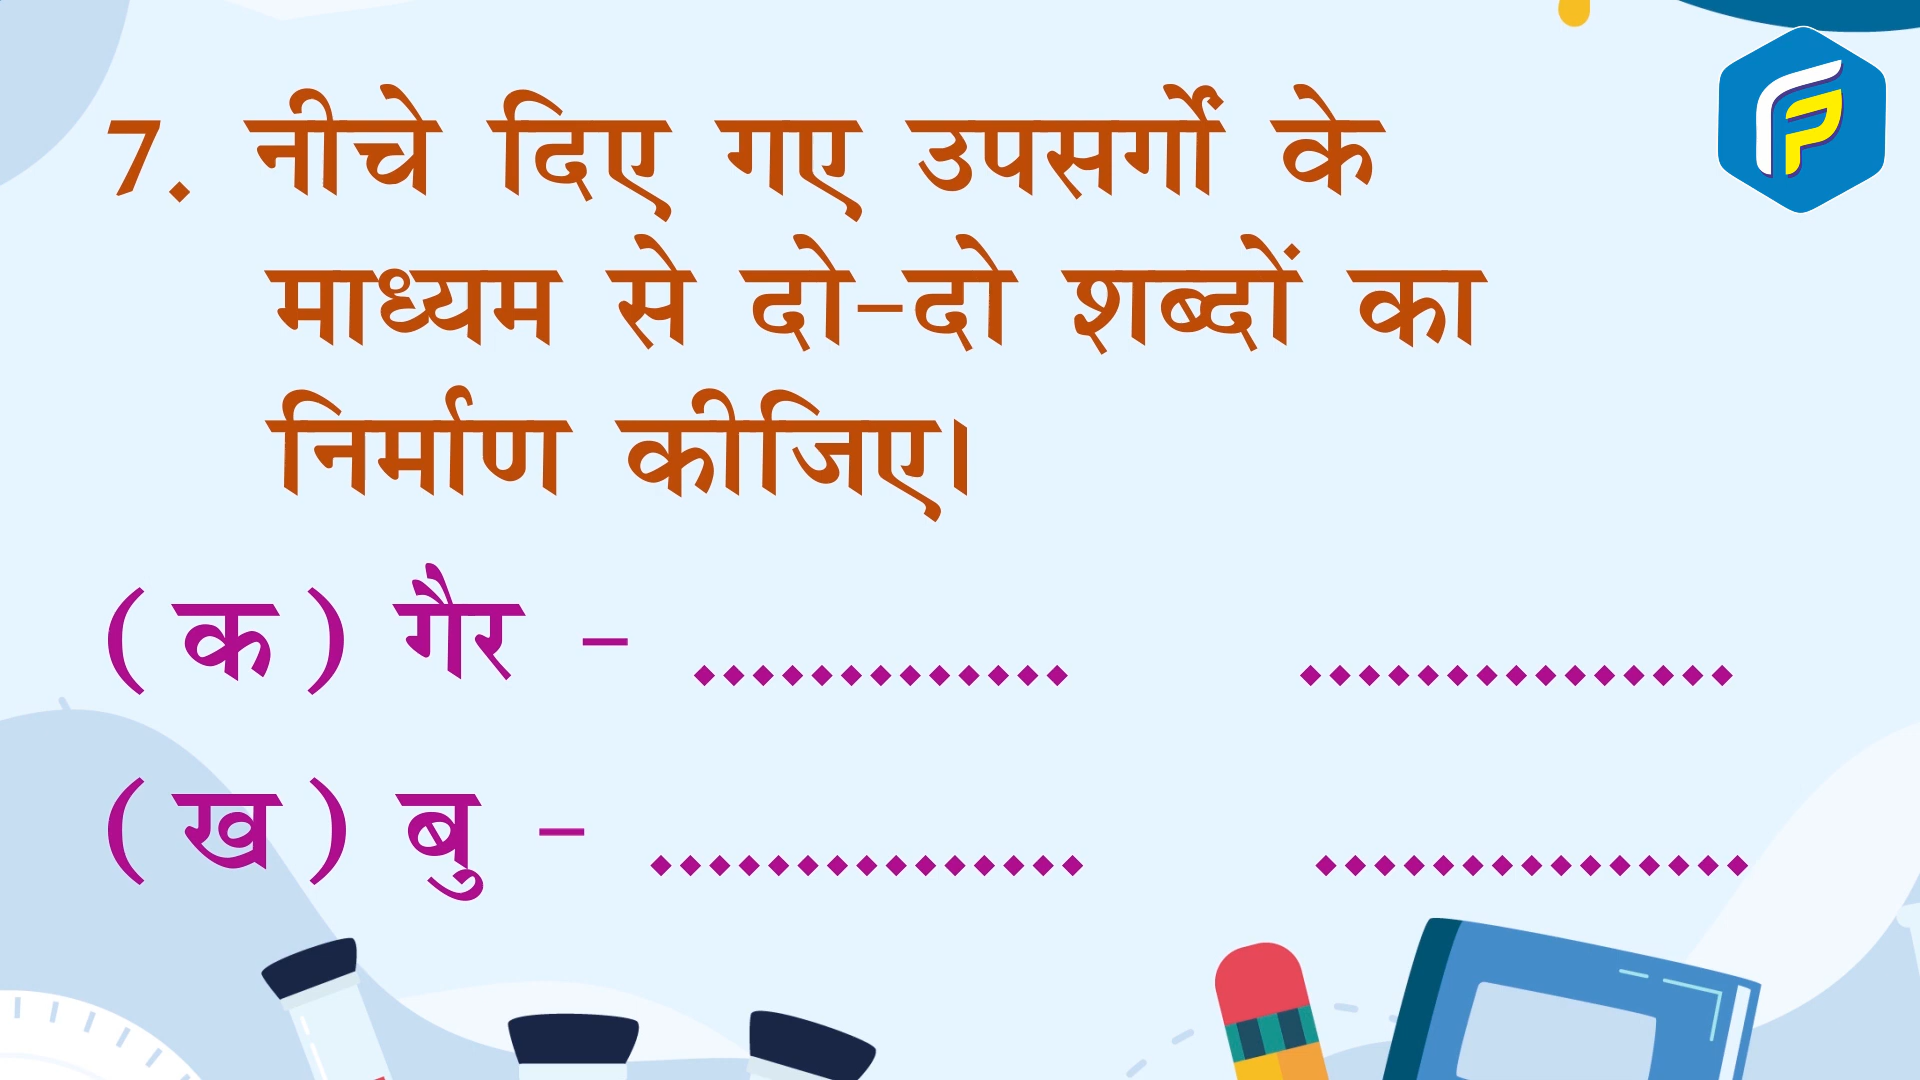 7. नीचे दिए गए उपसर्गों के
माध्यम से दो-दो शब्दों का
निर्माण कीजिए।
(क) गैर - ............. ...............
(ख) बु - ............... ...............